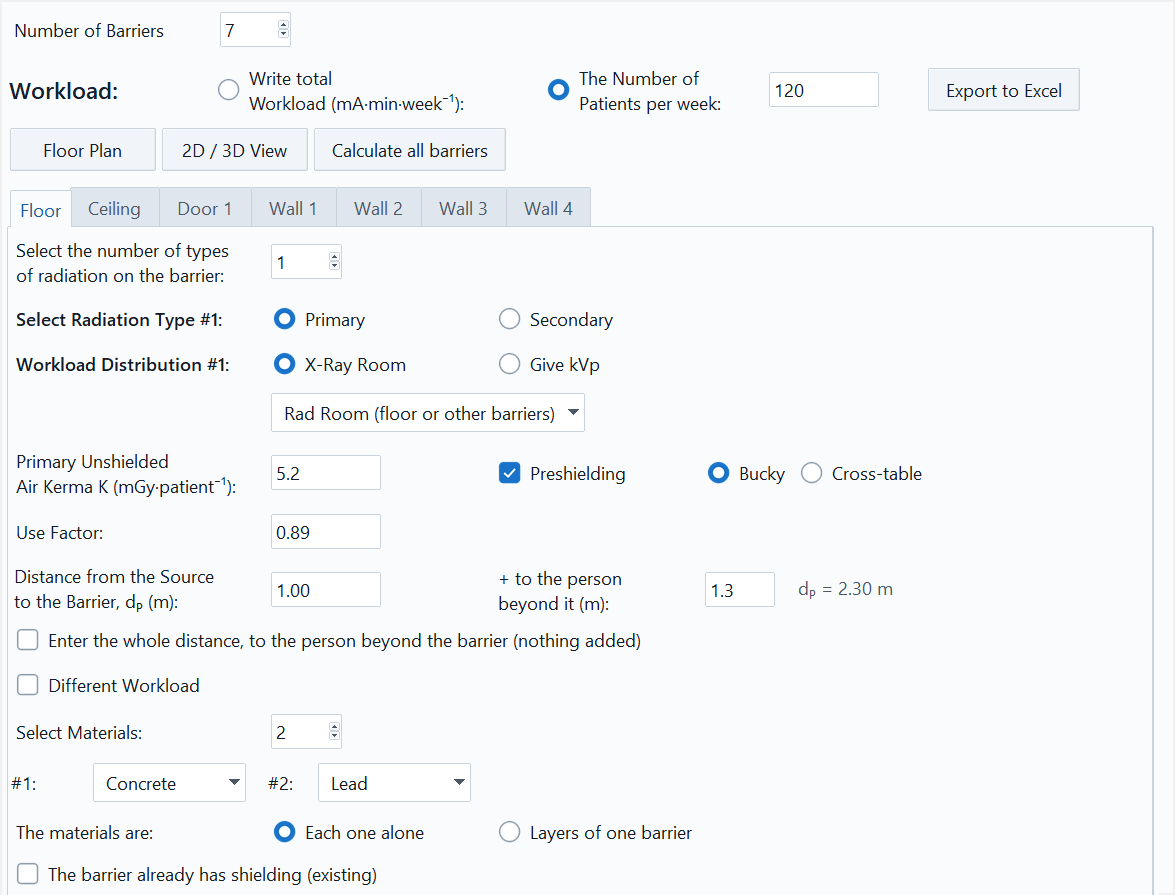 Number of Barriers 7
Workload: Write total Workload (mA·min·week⁻¹): The Number of Patients per week: 120 Export to Excel
Floor Plan 2D / 3D View Calculate all barriers
Floor Ceiling Door 1 Wall 1 Wall 2 Wall 3 Wall 4
Select the number of types
of radiation on the barrier: 1
Select Radiation Type #1: Primary Secondary
Workload Distribution #1: X-Ray Room Give kVp
Rad Room (floor or other barriers)
Primary Unshielded
Air Kerma K (mGy·patient⁻¹): 5.2 Preshielding Bucky Cross-table
Use Factor: 0.89
Distance from the Source
to the Barrier, dₚ (m): 1.00 + to the person beyond it (m): 1.3 dₚ = 2.30 m
Enter the whole distance, to the person beyond the barrier (nothing added)
Different Workload
Select Materials: 2
#1: Concrete #2: Lead
The materials are: Each one alone Layers of one barrier
The barrier already has shielding (existing)